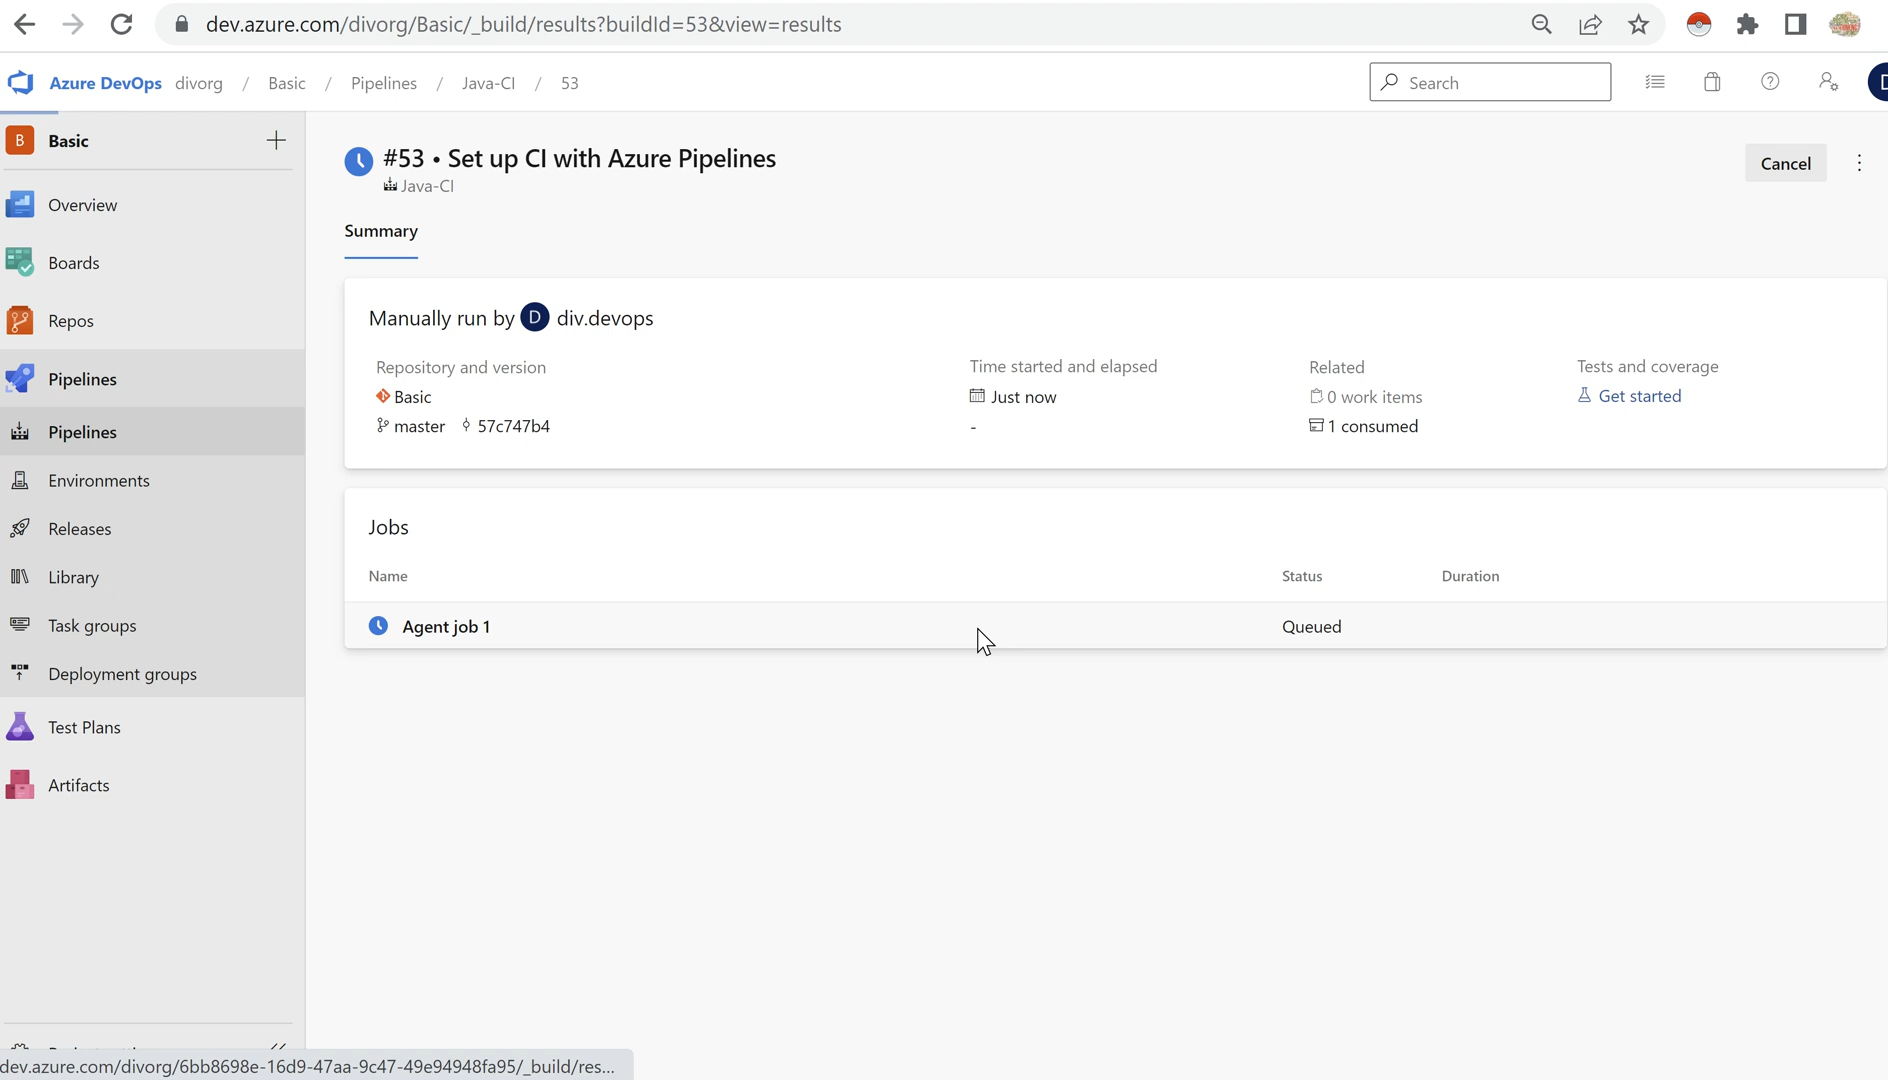 dev.azure.com/divorg/Basic/_build/results?buildId=53&view=results
Azure DevOps divorg / Basic / Pipelines / Java-CI / 53
Search
D
B Basic
Overview
Boards
Repos
Pipelines
Pipelines
Environments
Releases
Library
Task groups
Deployment groups
Test Plans
Artifacts
#53 • Set up CI with Azure Pipelines
Java-CI
Cancel
Summary
Manually run by D div.devops
Repository and version
Basic
master 57c747b4
Time started and elapsed
Just now
-
Related
0 work items
1 consumed
Tests and coverage
Get started
Jobs
Name Status Duration
Agent job 1 Queued
dev.azure.com/divorg/6bb8698e-16d9-47aa-9c47-49e94948fa95/_build/res...